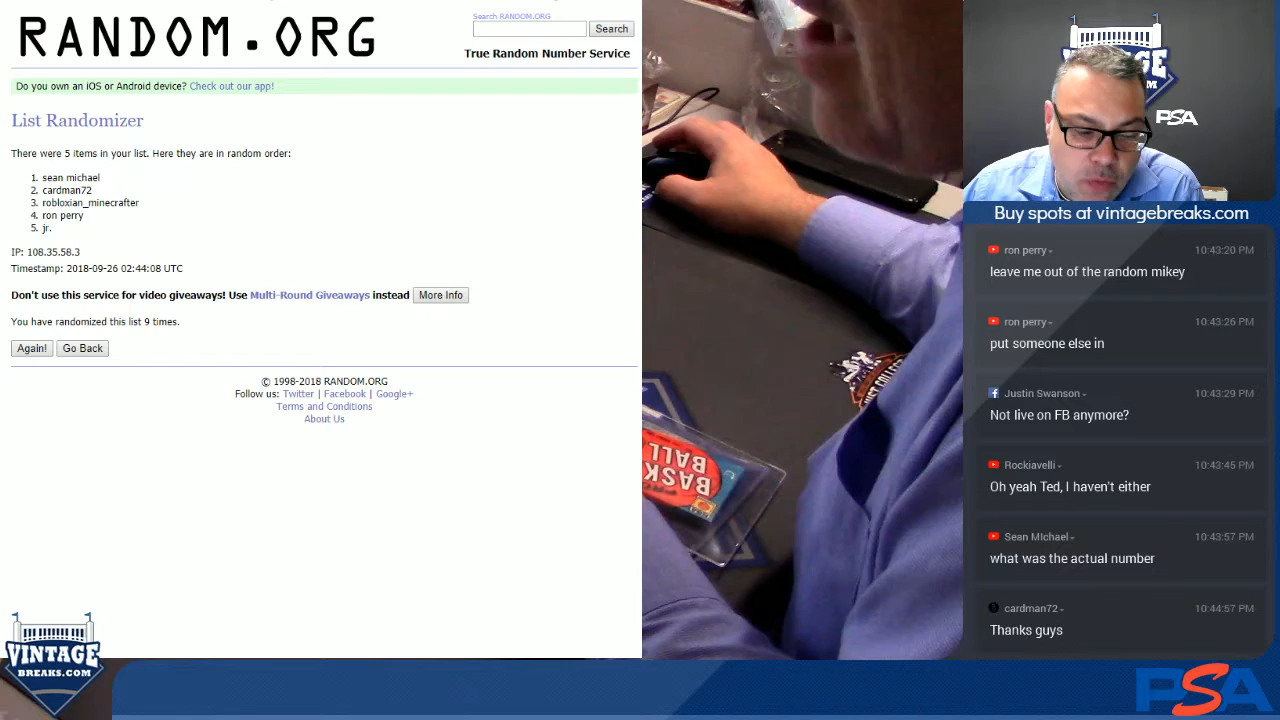 RANDOM.ORG
Search RANDOM.ORG
Search
True Random Number Service
Do you own an iOS or Android device? Check out our app!
List Randomizer
There were 5 items in your list. Here they are in random order:
1. sean michael
2. cardman72
3. robloxian_minecrafter
4. ron perry
5. jr.
IP: 108.35.58.3
Timestamp: 2018-09-26 02:44:08 UTC
Don't use this service for video giveaways! Use Multi-Round Giveaways instead More Info
You have randomized this list 9 times.
Again! Go Back
© 1998-2018 RANDOM.ORG
Follow us: Twitter | Facebook | Google+
Terms and Conditions
About Us
VINTAGE
BREAKS.COM
BASKET
BALL
PSA
Buy spots at vintagebreaks.com
ron perry 10:43:20 PM
leave me out of the random mikey
ron perry 10:43:26 PM
put someone else in
Justin Swanson 10:43:29 PM
Not live on FB anymore?
Rockiavelli 10:43:45 PM
Oh yeah Ted, I haven't either
Sean MIchael 10:43:57 PM
what was the actual number
cardman72 10:44:57 PM
Thanks guys
PSA